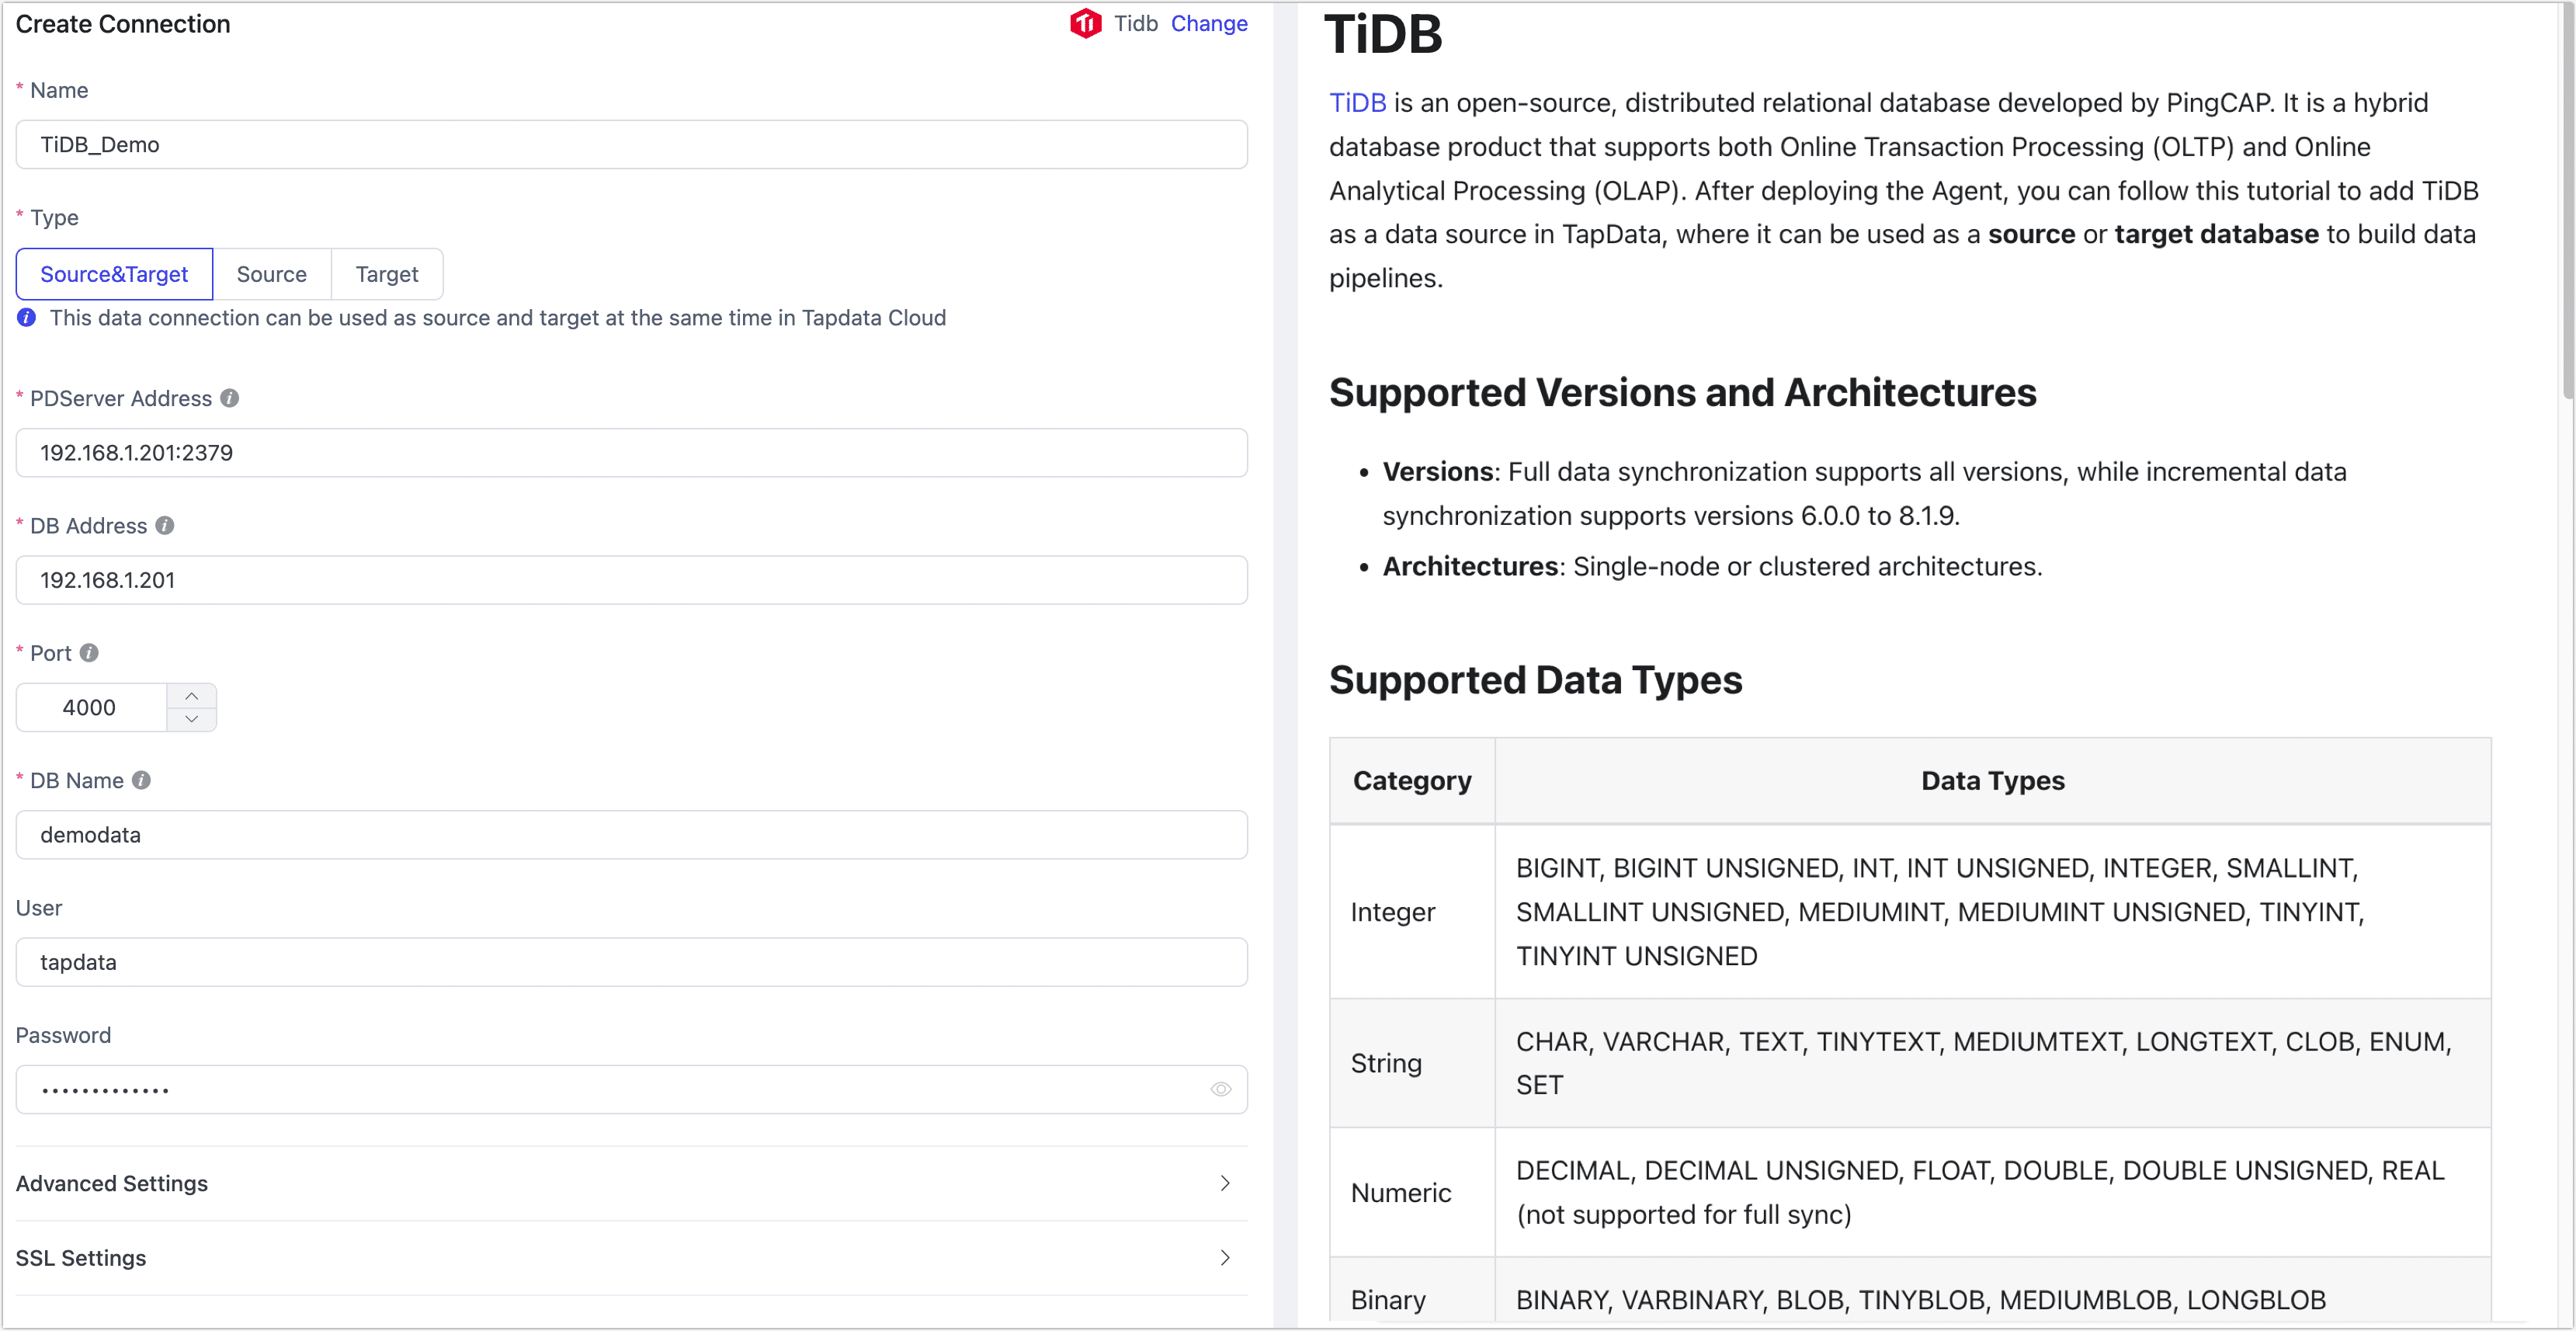 Create Connection
Tidb Change
* Name
TiDB_Demo
* Type
Source&Target Source Target
This data connection can be used as source and target at the same time in Tapdata Cloud
* PDServer Address
192.168.1.201:2379
* DB Address
192.168.1.201
* Port
4000
* DB Name
demodata
User
tapdata
Password
•••••••••••••
Advanced Settings
SSL Settings
TiDB
TiDB is an open-source, distributed relational database developed by PingCAP. It is a hybrid
database product that supports both Online Transaction Processing (OLTP) and Online
Analytical Processing (OLAP). After deploying the Agent, you can follow this tutorial to add TiDB
as a data source in TapData, where it can be used as a source or target database to build data
pipelines.
Supported Versions and Architectures
• Versions: Full data synchronization supports all versions, while incremental data
synchronization supports versions 6.0.0 to 8.1.9.
• Architectures: Single-node or clustered architectures.
Supported Data Types
Category Data Types
Integer
BIGINT, BIGINT UNSIGNED, INT, INT UNSIGNED, INTEGER, SMALLINT,
SMALLINT UNSIGNED, MEDIUMINT, MEDIUMINT UNSIGNED, TINYINT,
TINYINT UNSIGNED
String
CHAR, VARCHAR, TEXT, TINYTEXT, MEDIUMTEXT, LONGTEXT, CLOB, ENUM,
SET
Numeric
DECIMAL, DECIMAL UNSIGNED, FLOAT, DOUBLE, DOUBLE UNSIGNED, REAL
(not supported for full sync)
Binary
BINARY, VARBINARY, BLOB, TINYBLOB, MEDIUMBLOB, LONGBLOB